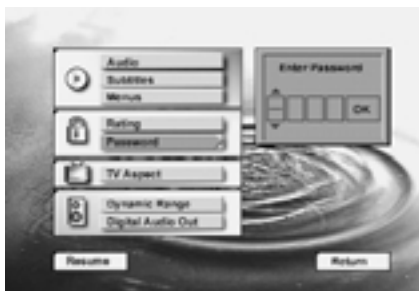 Audio
Subtitles
Menus
Rating
Password
TV Aspect
Dynamic Range
Digital Audio Out
Enter Password
OK
Resume
Return